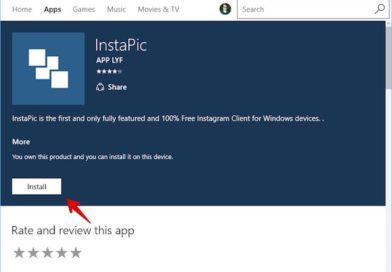 Home Apps Games Music Movies & TV Search
InstaPic
APP LYF
Share
InstaPic is the first and only fully featured and 100% Free Instagram Client for Windows devices. .
More
You own this product and you can install it on this device.
Install
Rate and review this app